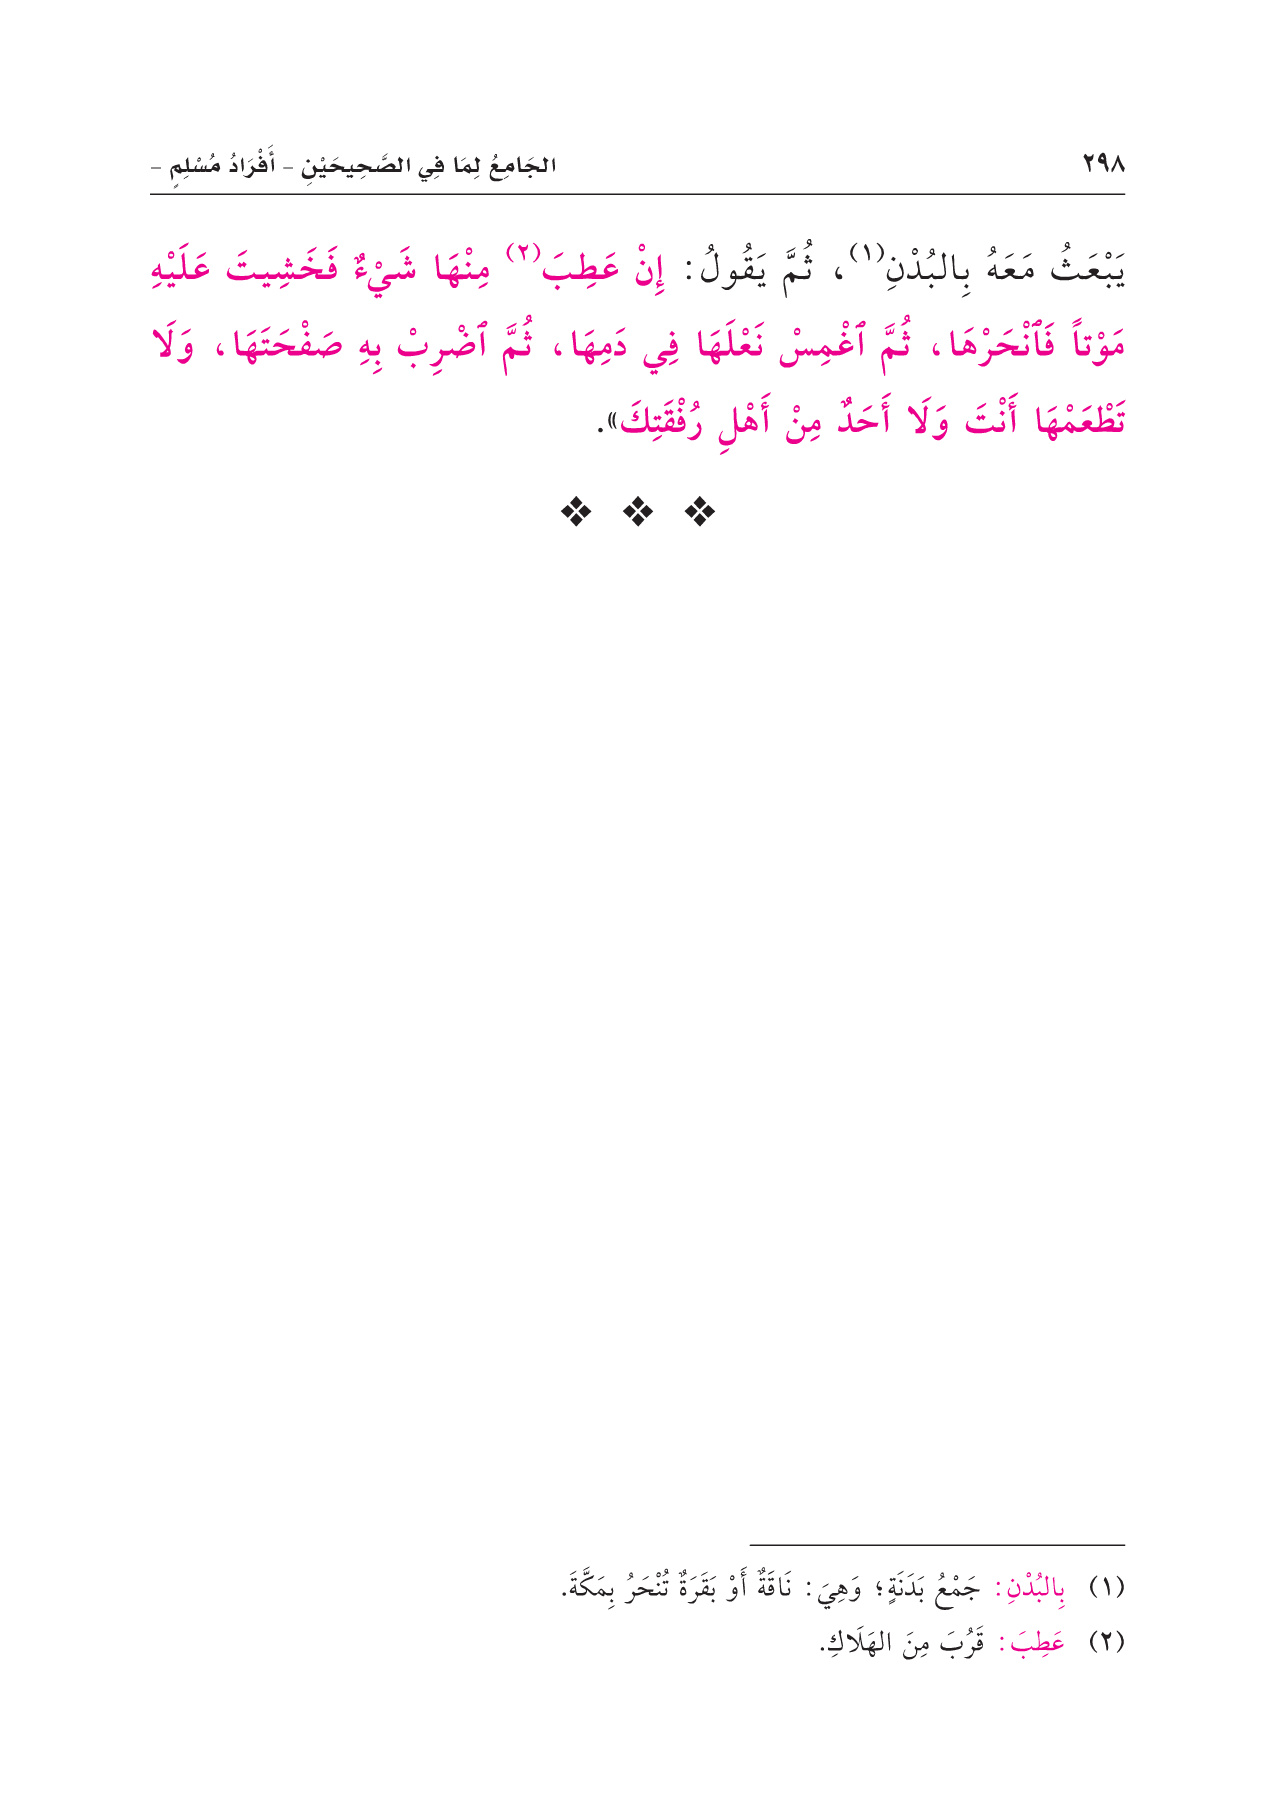 ٢٩٨
الجَامِعُ لِمَا فِي الصَّحِيحَيْنِ – أَفْرَادُ مُسْلِمٍ –
يَبْعَثُ مَعَهُ بِالبُدْنِ(١)، ثُمَّ يَقُولُ: إِنْ عَطِبَ(٢) مِنْهَا شَيْءٌ فَخَشِيتَ عَلَيْهِ
مَوْتاً فَٱنْحَرْهَا، ثُمَّ ٱغْمِسْ نَعْلَهَا فِي دَمِهَا، ثُمَّ ٱضْرِبْ بِهِ صَفْحَتَهَا، وَلَا
تَطْعَمْهَا أَنْتَ وَلَا أَحَدٌ مِنْ أَهْلِ رُفْقَتِكَ».
❖ ❖ ❖
(١) بِالبُدْنِ: جَمْعُ بَدَنَةٍ؛ وَهِيَ: نَاقَةٌ أَوْ بَقَرَةٌ تُنْحَرُ بِمَكَّةَ.
(٢) عَطِبَ: قَرُبَ مِنَ الهَلَاكِ.